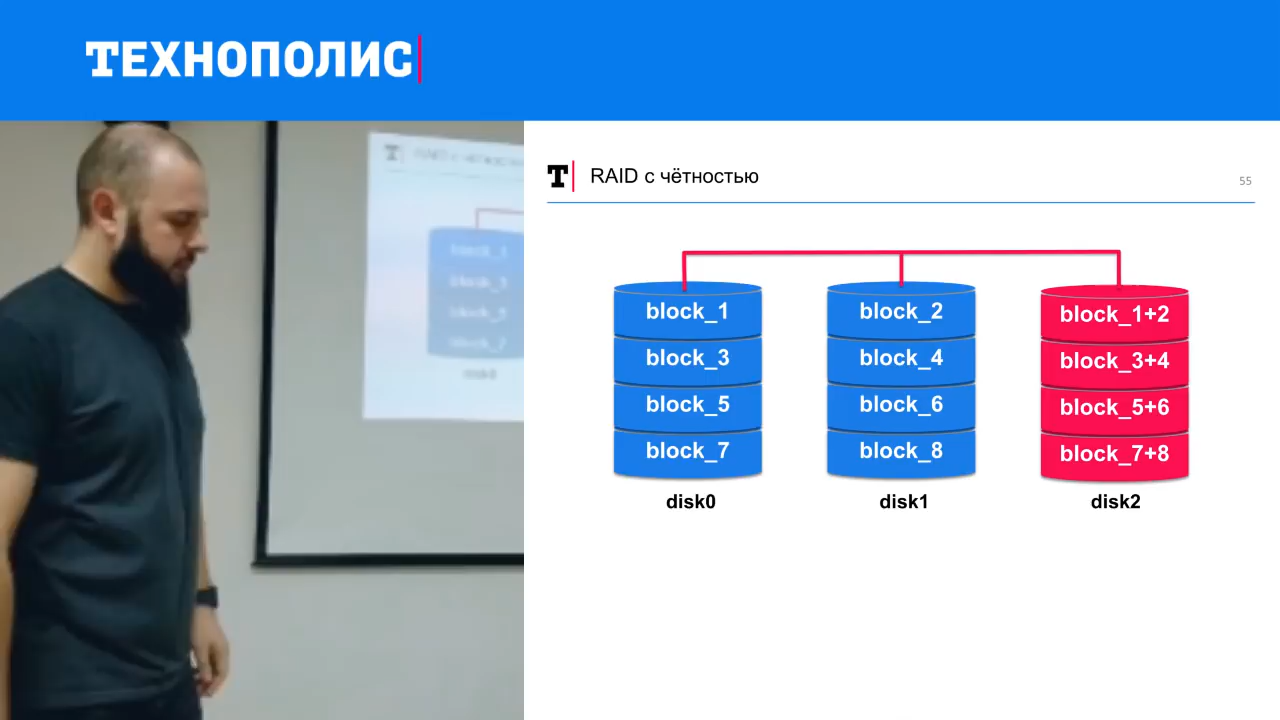 ТЕХНОПОЛИС
Т RAID с чётностью 55
block_1 block_2 block_1+2
block_3 block_4 block_3+4
block_5 block_6 block_5+6
block_7 block_8 block_7+8
disk0 disk1 disk2